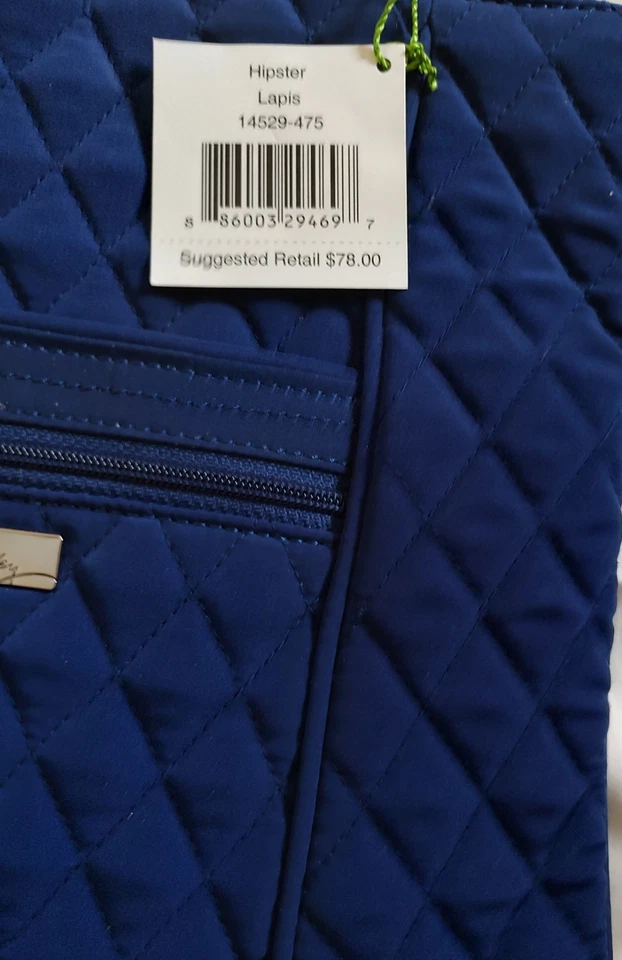 Hipster
Lapis
14529-475
8 86003 29469 7
Suggested Retail $78.00